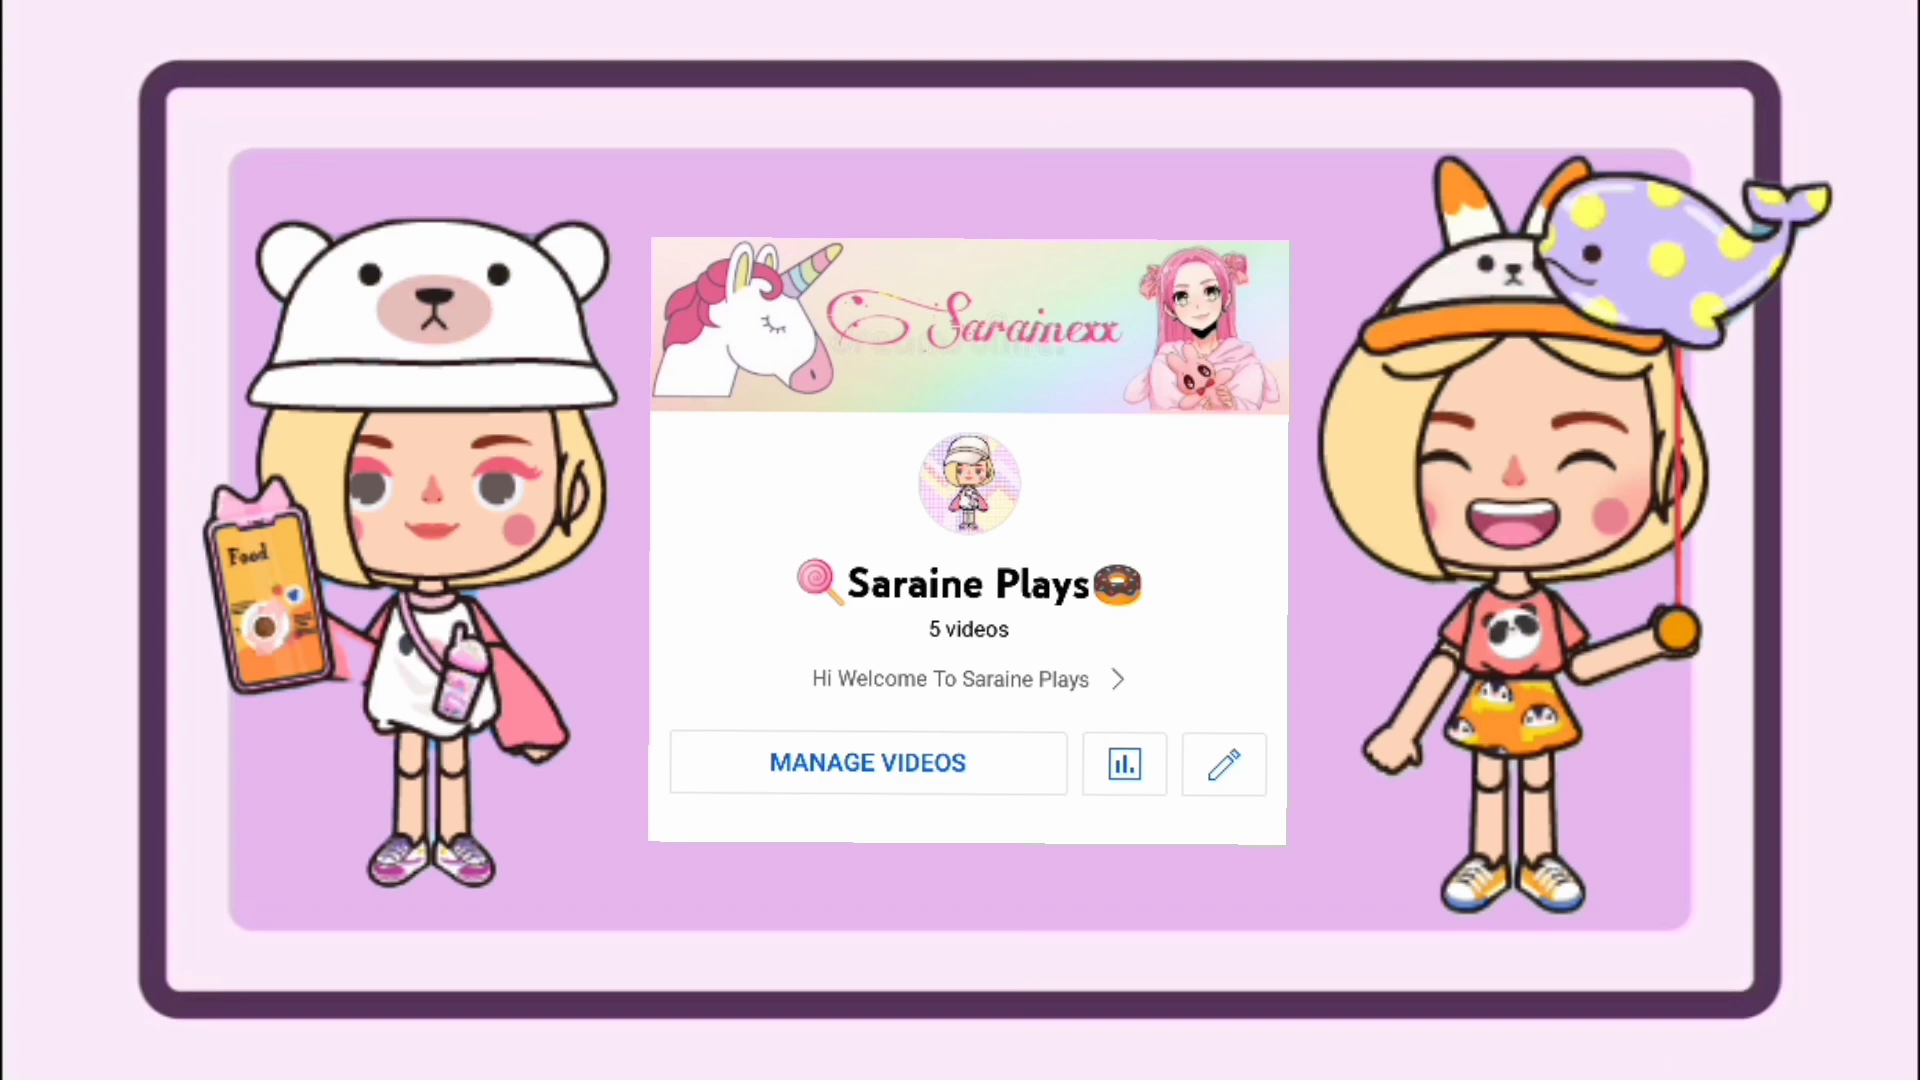 Sarainexx
🍭Saraine Plays🍩
5 videos
Hi Welcome To Saraine Plays
MANAGE VIDEOS
Food